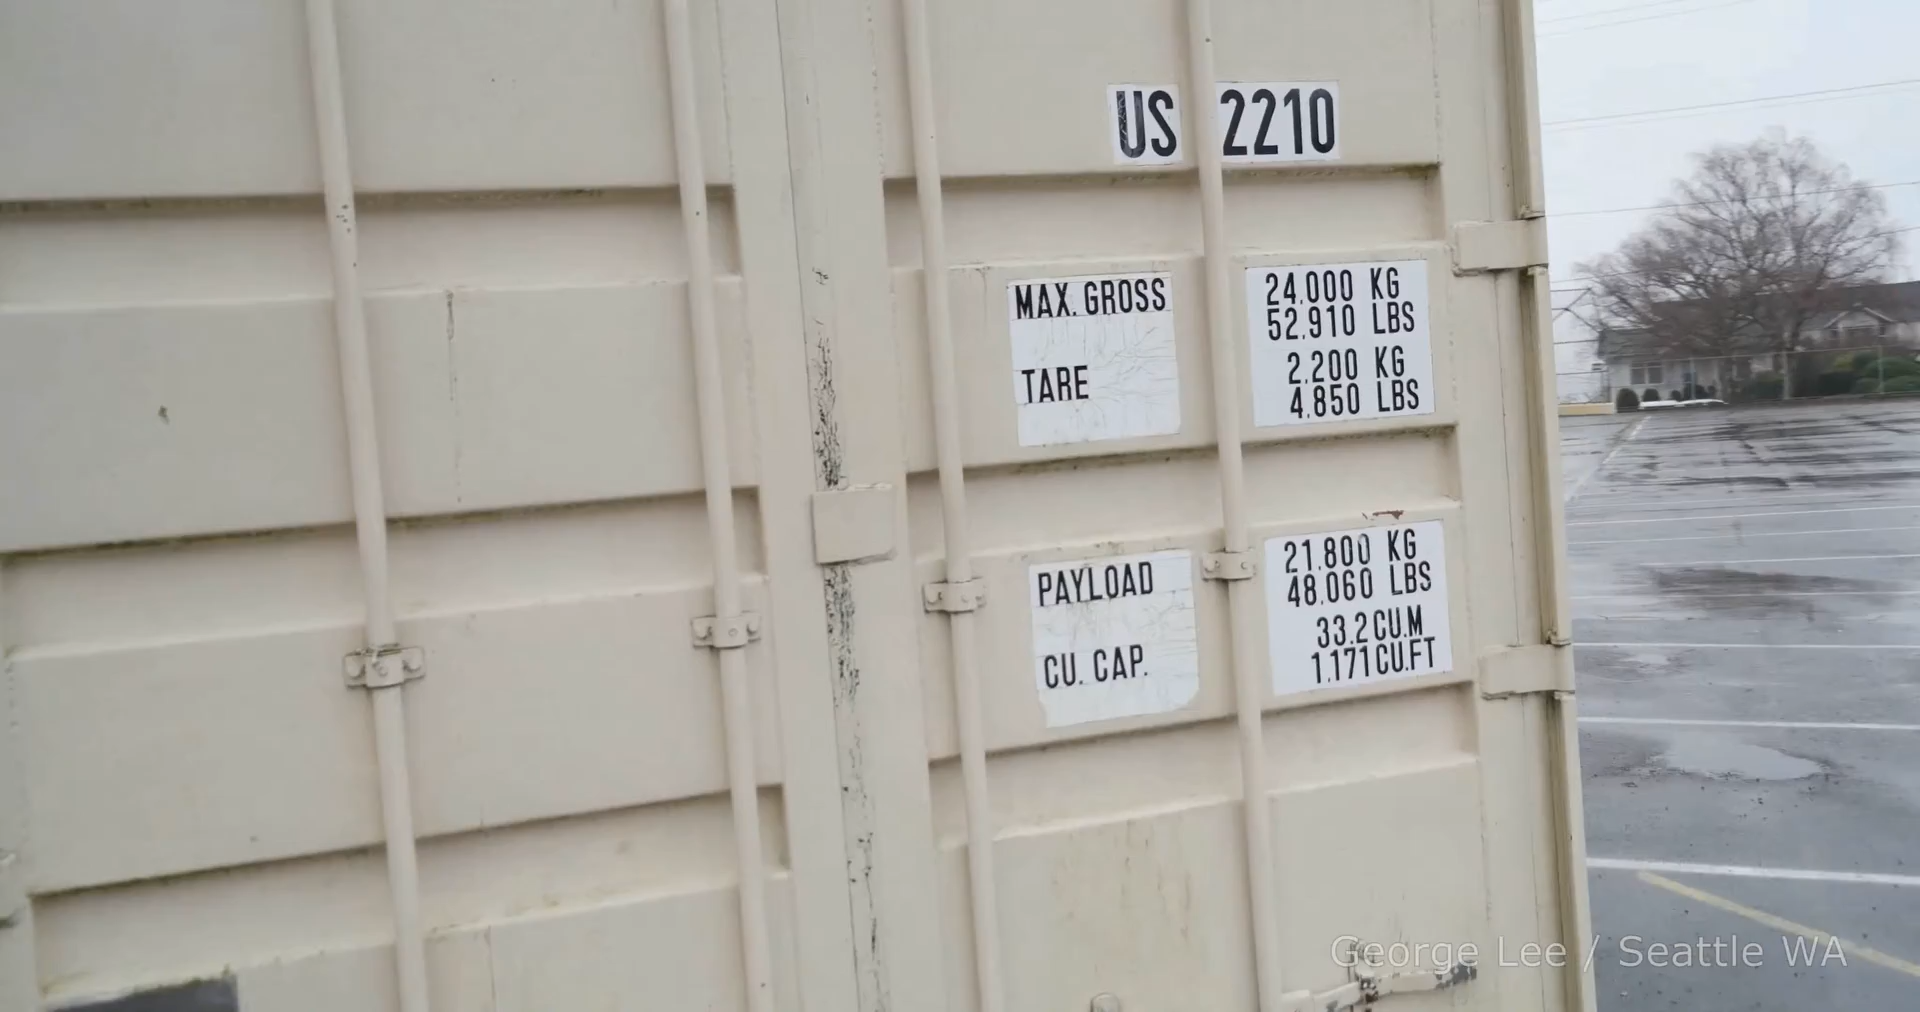 US 2210
MAX. GROSS 24.000 KG
52.910 LBS
TARE 2.200 KG
4.850 LBS
PAYLOAD 21.800 KG
48.060 LBS
33.2 CU.M
CU. CAP. 1.171 CU.FT
George Lee / Seattle WA